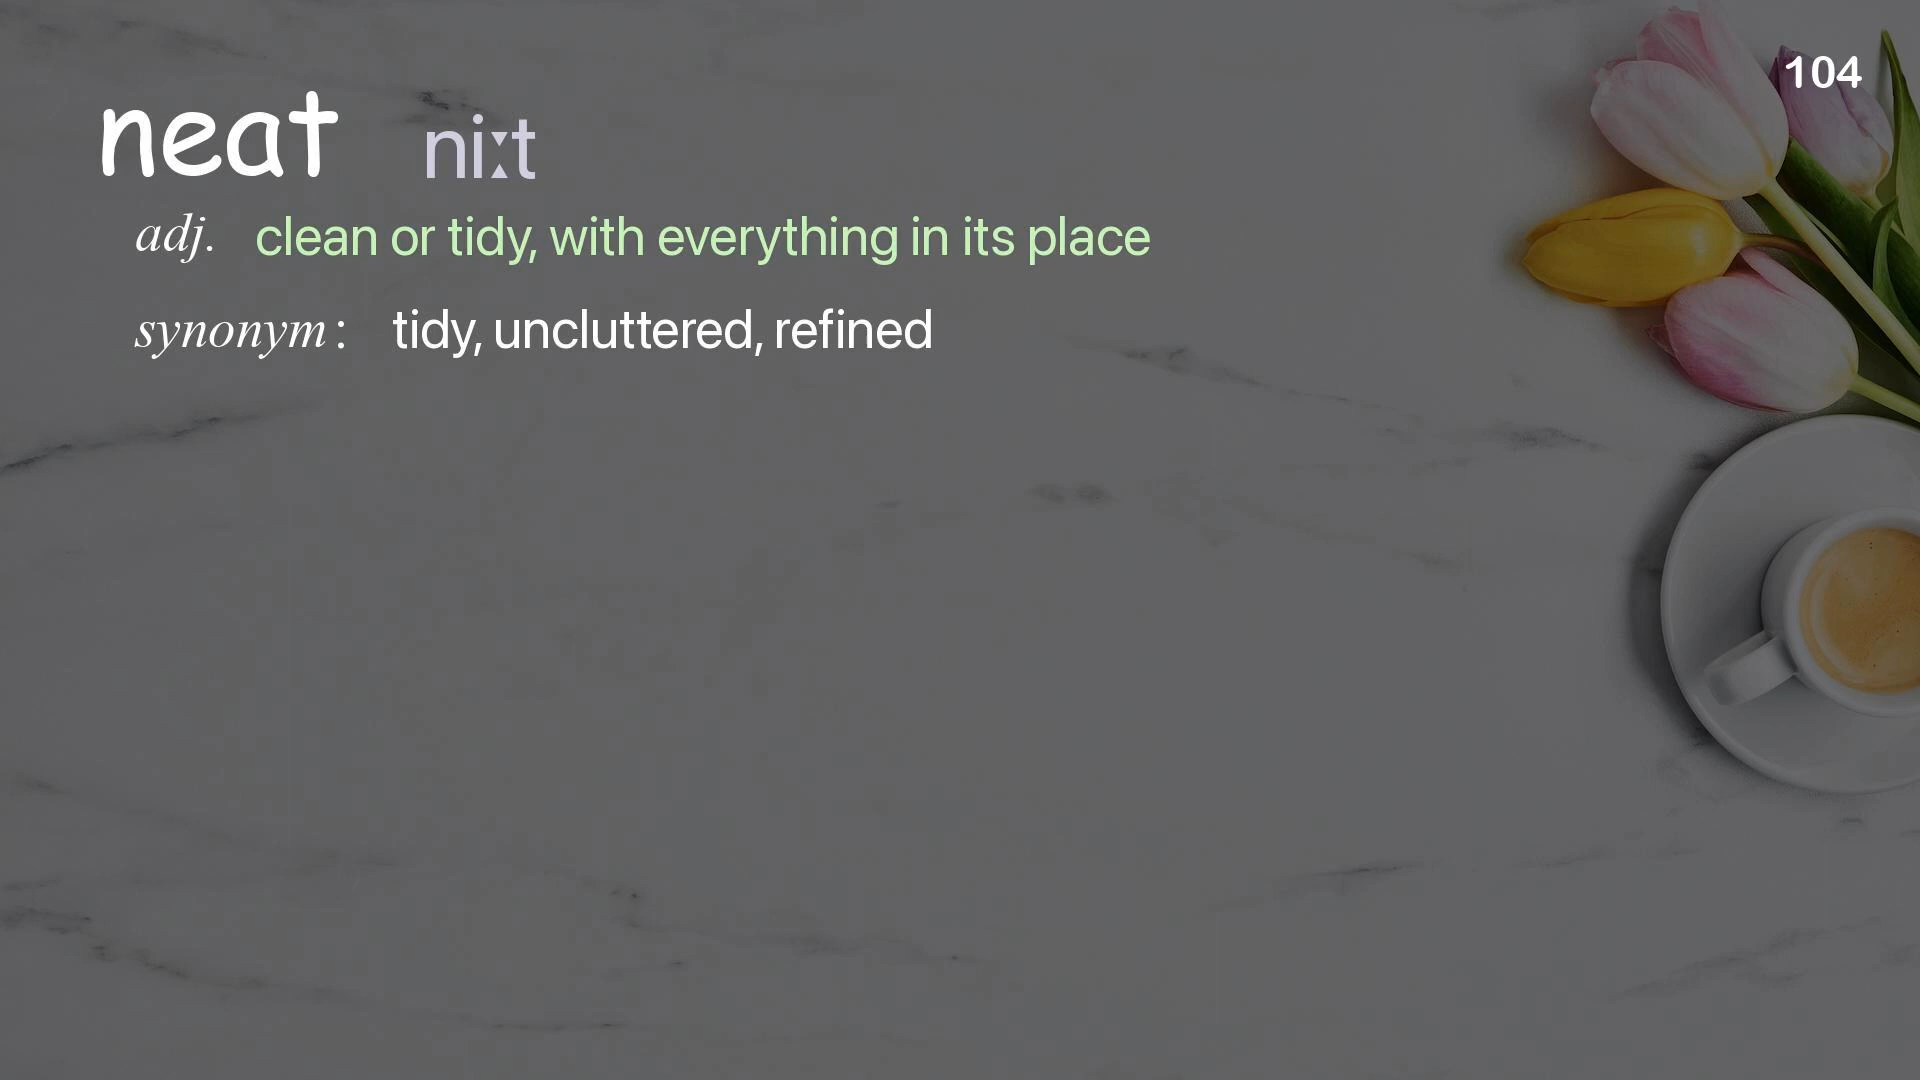 104
neat niːt
adj. clean or tidy, with everything in its place
synonym : tidy, uncluttered, refined